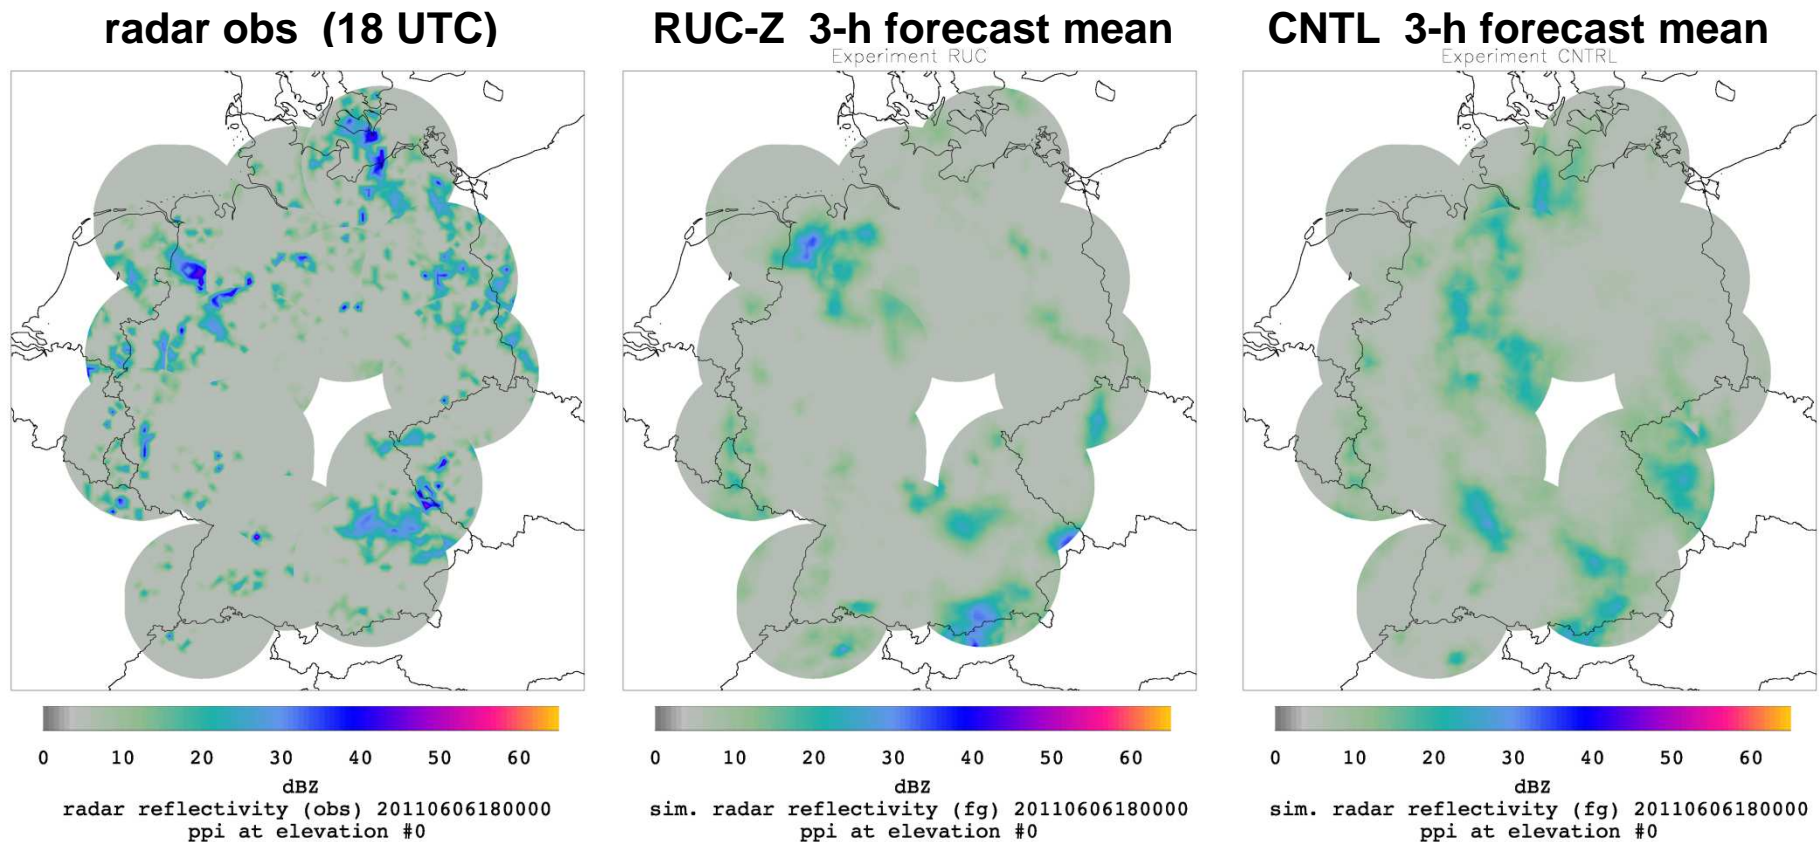 radar obs (18 UTC)
RUC-Z 3-h forecast mean
CNTL 3-h forecast mean
Experiment RUC
Experiment CNTRL
0 10 20 30 40 50 60
dBZ
radar reflectivity (obs) 20110606180000
ppi at elevation #0
0 10 20 30 40 50 60
dBZ
sim. radar reflectivity (fg) 20110606180000
ppi at elevation #0
0 10 20 30 40 50 60
dBZ
sim. radar reflectivity (fg) 20110606180000
ppi at elevation #0